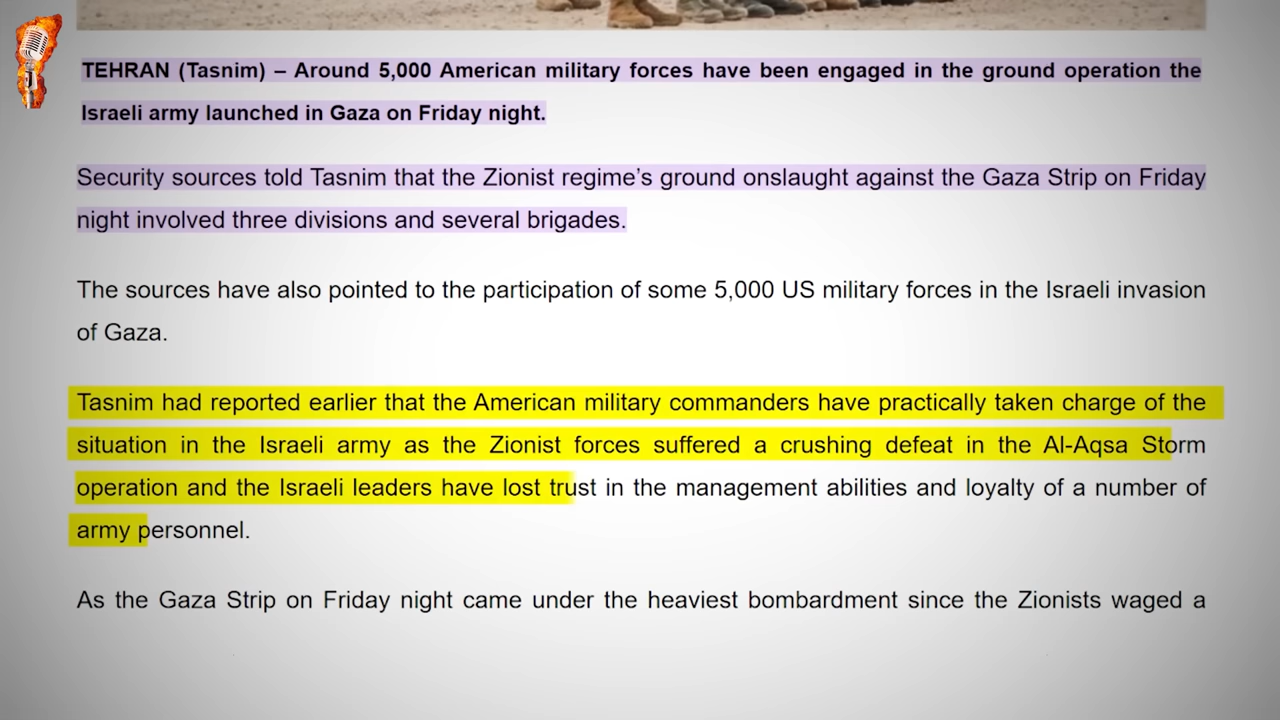 TEHRAN (Tasnim) – Around 5,000 American military forces have been engaged in the ground operation the
Israeli army launched in Gaza on Friday night.
Security sources told Tasnim that the Zionist regime’s ground onslaught against the Gaza Strip on Friday
night involved three divisions and several brigades.
The sources have also pointed to the participation of some 5,000 US military forces in the Israeli invasion
of Gaza.
Tasnim had reported earlier that the American military commanders have practically taken charge of the
situation in the Israeli army as the Zionist forces suffered a crushing defeat in the Al-Aqsa Storm
operation and the Israeli leaders have lost trust in the management abilities and loyalty of a number of
army personnel.
As the Gaza Strip on Friday night came under the heaviest bombardment since the Zionists waged a